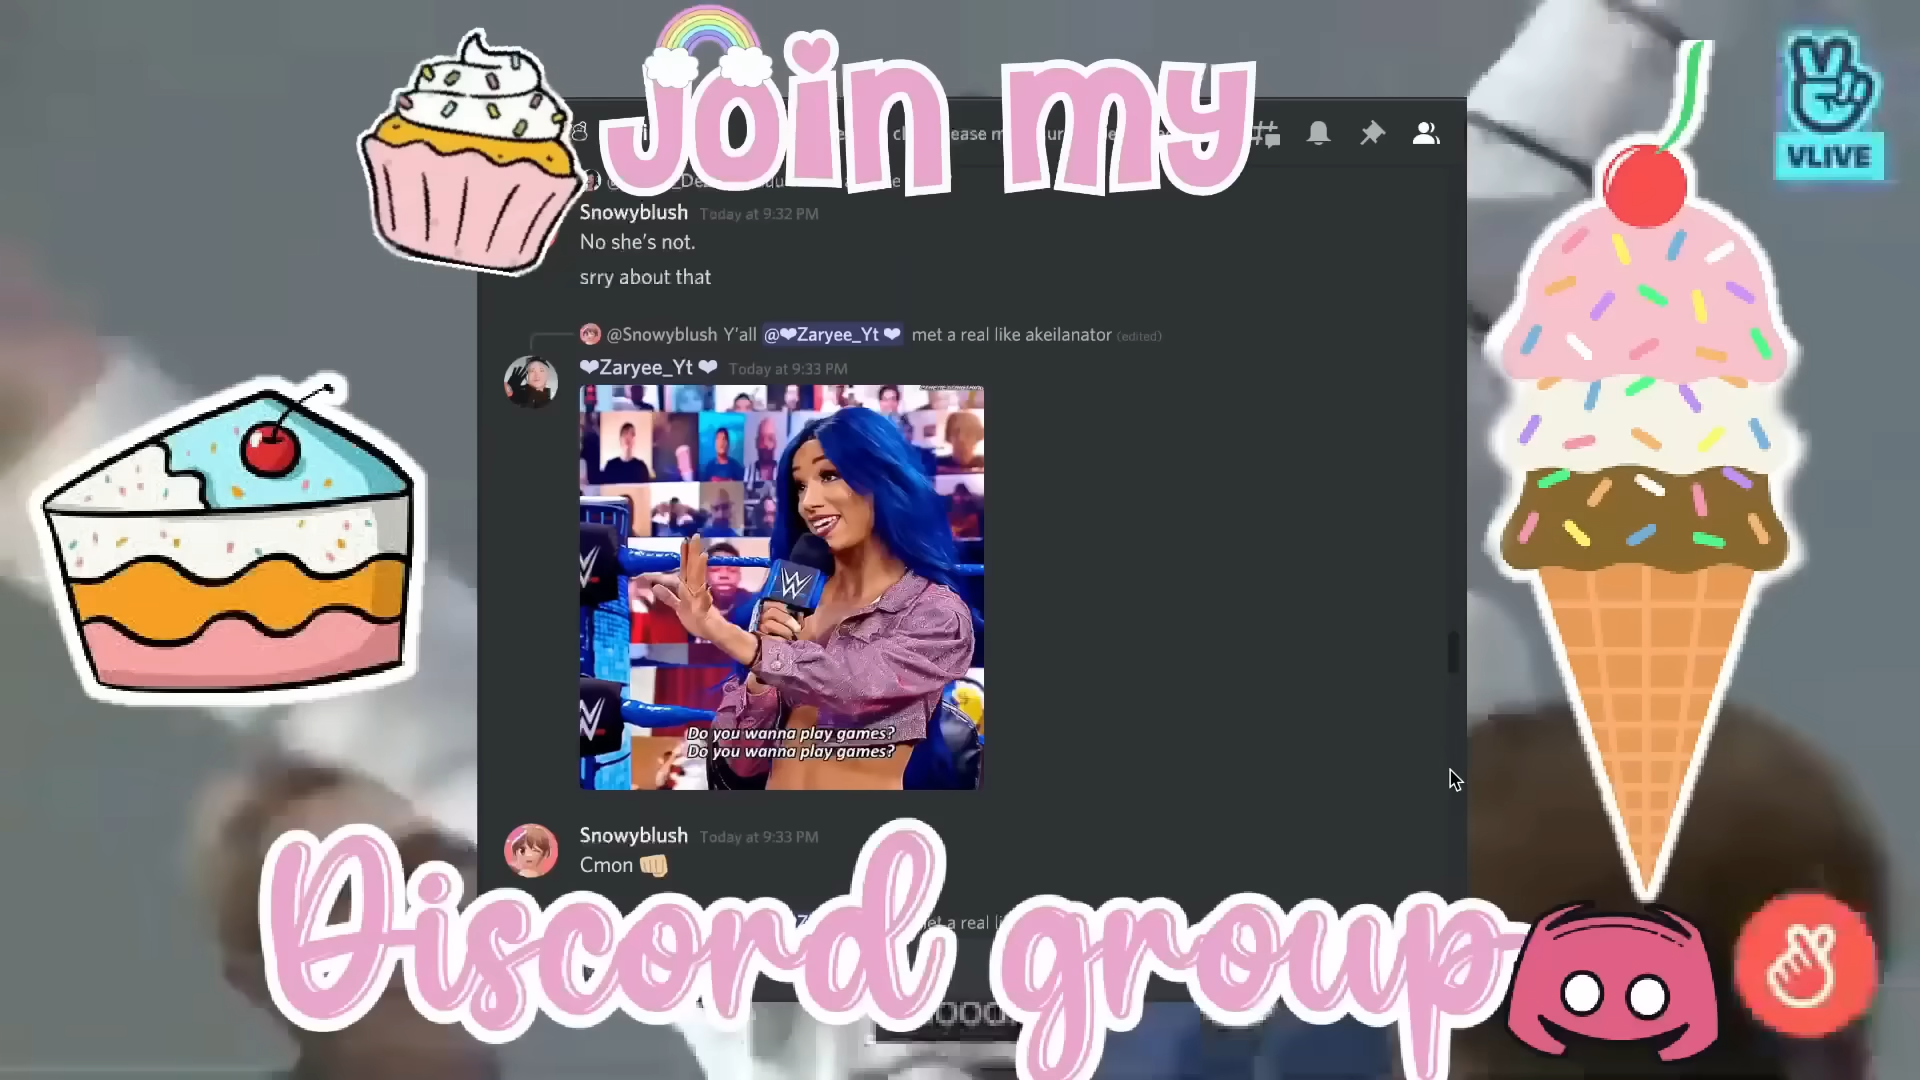 Join my
VLIVE
Snowyblush Today at 9:32 PM
No she's not.
srry about that
@Snowyblush Y'all @❤Zaryee_Yt ❤ met a real like akeilanator (edited)
❤Zaryee_Yt ❤ Today at 9:33 PM
Do you wanna play games?
Do you wanna play games?
Snowyblush Today at 9:33 PM
Cmon 👊🏼
Discord group